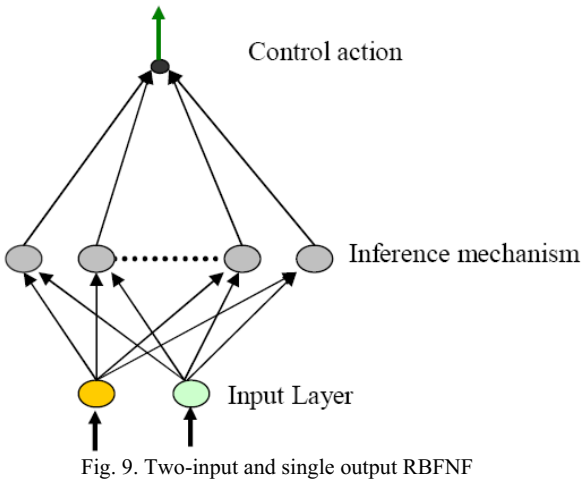 Control action
Inference mechanism
Input Layer
Fig. 9. Two-input and single output RBFNF